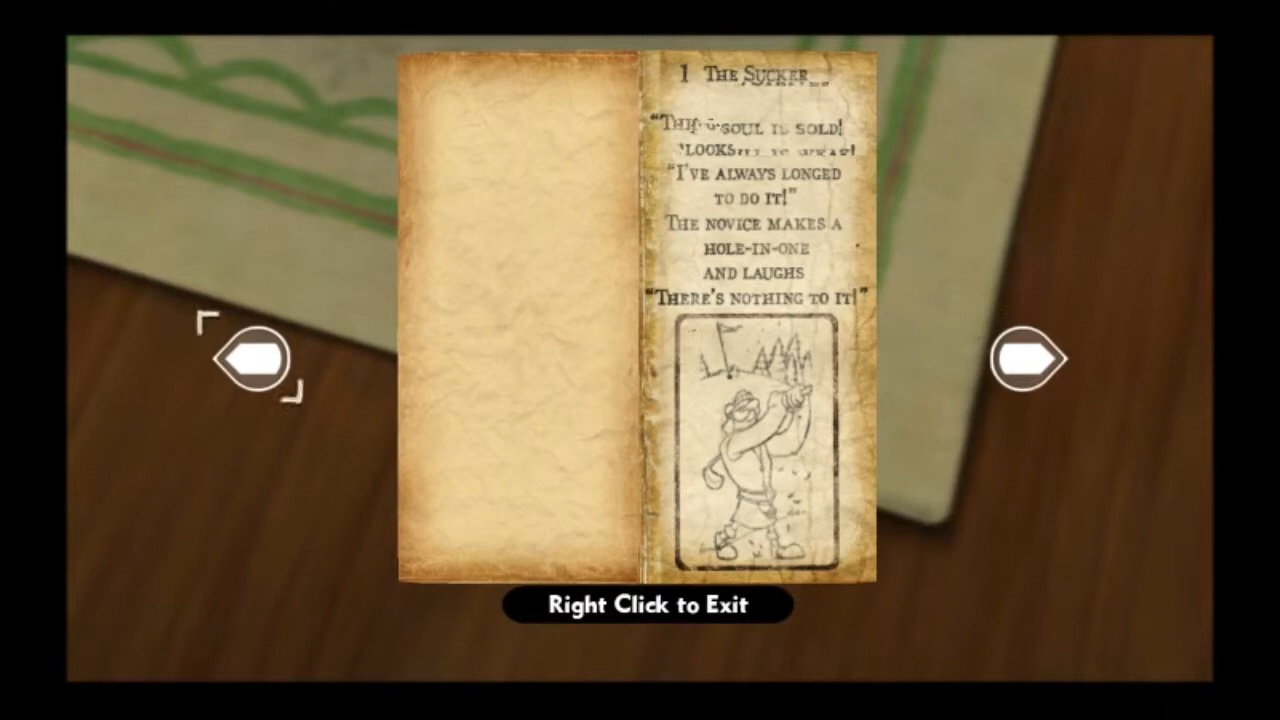 1 The Sucker
SOUL IS SOLD!
"LOOKS
"I'VE ALWAYS LONGED
TO DO IT!"
THE NOVICE MAKES A
HOLE-IN-ONE
AND LAUGHS
"THERE'S NOTHING TO IT!"
Right Click to Exit